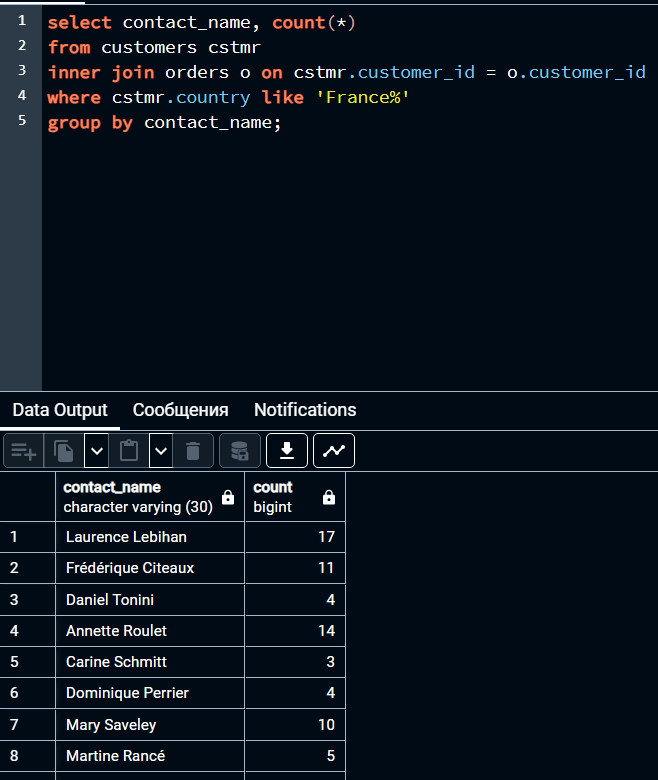 1 select contact_name, count(*)
2 from customers cstmr
3 inner join orders o on cstmr.customer_id = o.customer_id
4 where cstmr.country like 'France%'
5 group by contact_name;
Data Output Сообщения Notifications
contact_name count
character varying (30) bigint
1 Laurence Lebihan 17
2 Frédérique Citeaux 11
3 Daniel Tonini 4
4 Annette Roulet 14
5 Carine Schmitt 3
6 Dominique Perrier 4
7 Mary Saveley 10
8 Martine Rancé 5